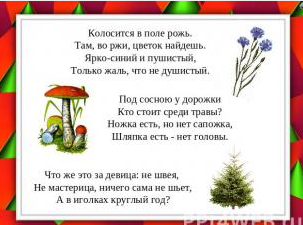 Колосится в поле рожь.
Там, во ржи, цветок найдешь.
Ярко-синий и пушистый,
Только жаль, что не душистый.
Под сосною у дорожки
Кто стоит среди травы?
Ножка есть, но нет сапожка,
Шляпка есть - нет головы.
Что же это за девица: не швея,
Не мастерица, ничего сама не шьет,
А в иголках круглый год?